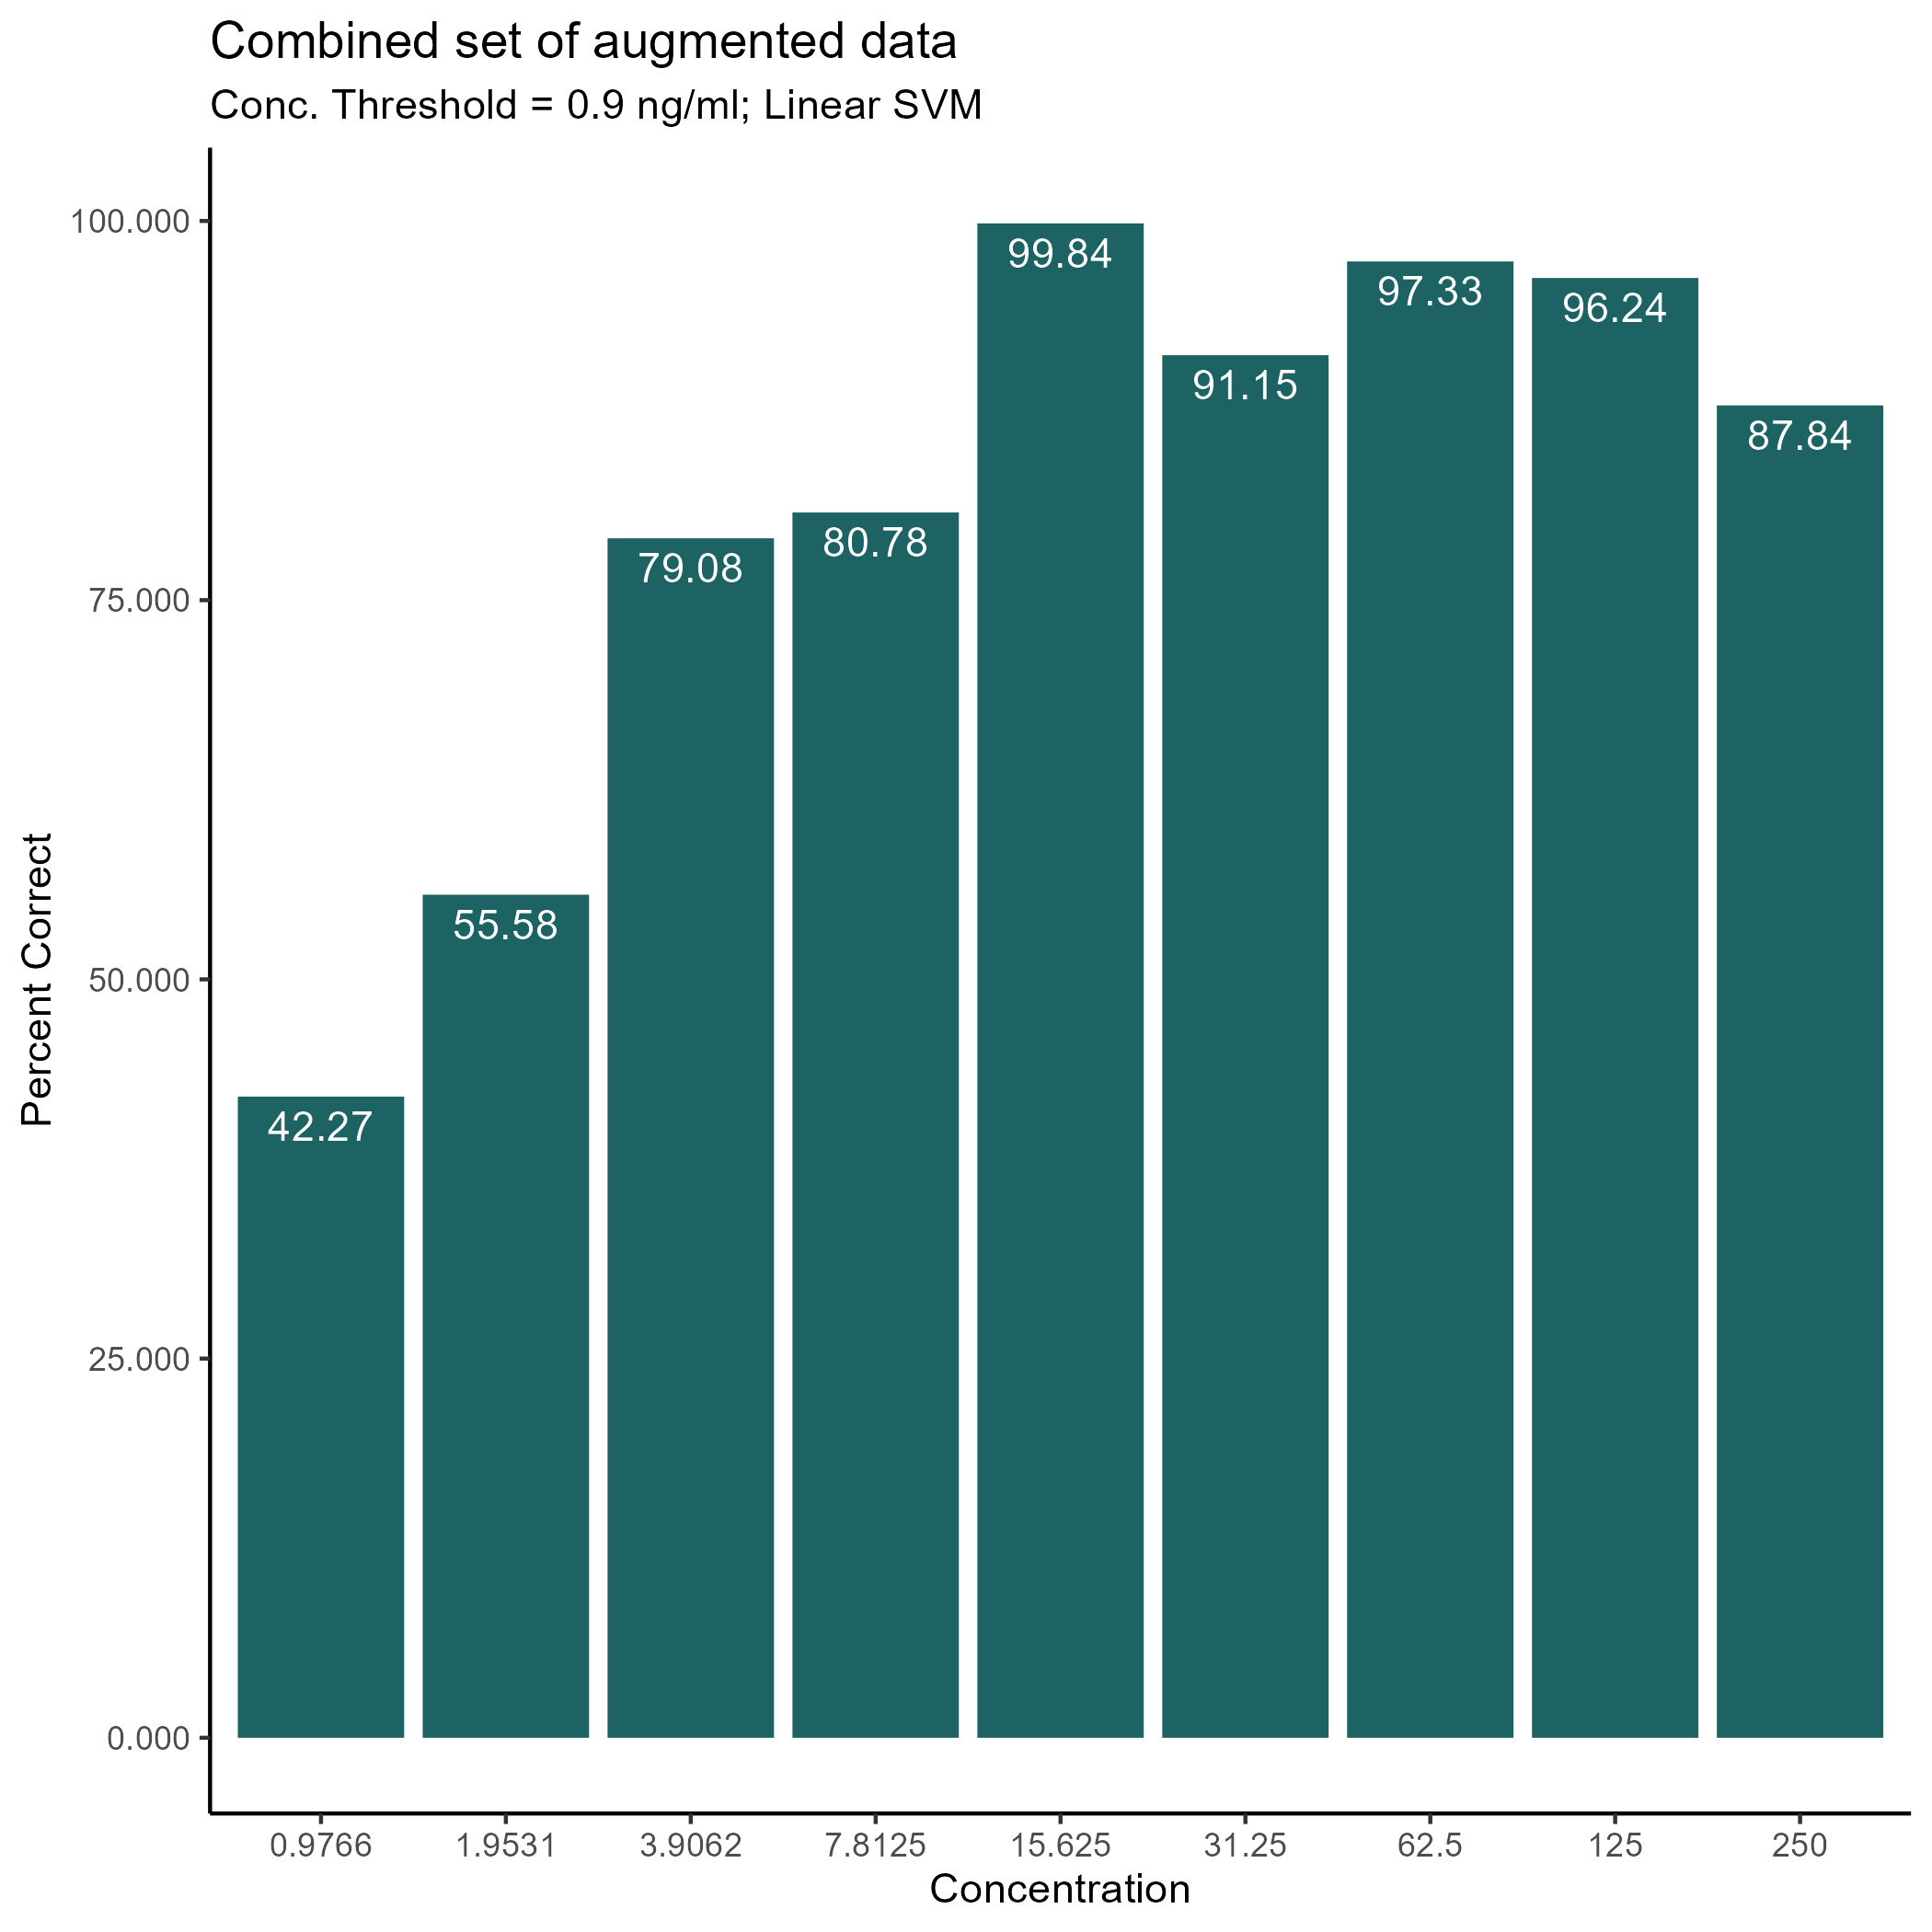 Combined set of augmented data
Conc. Threshold = 0.9 ng/ml; Linear SVM
Percent Correct
100.000
75.000
50.000
25.000
0.000
42.27
55.58
79.08
80.78
99.84
91.15
97.33
96.24
87.84
0.9766 1.9531 3.9062 7.8125 15.625 31.25 62.5 125 250
Concentration